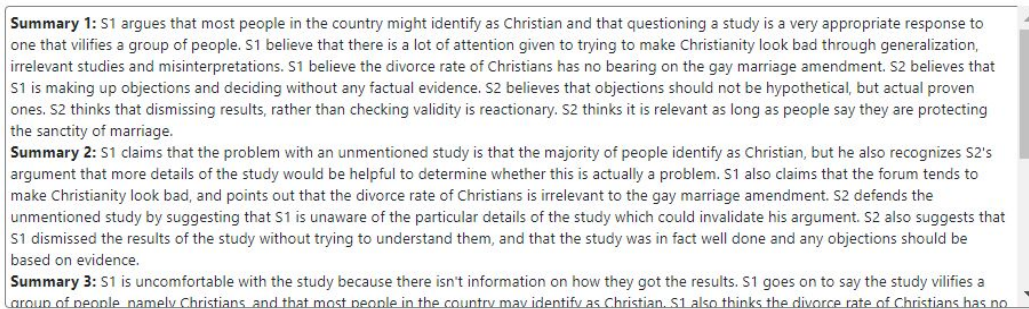 Summary 1: S1 argues that most people in the country might identify as Christian and that questioning a study is a very appropriate response to
one that vilifies a group of people. S1 believe that there is a lot of attention given to trying to make Christianity look bad through generalization,
irrelevant studies and misinterpretations. S1 believe the divorce rate of Christians has no bearing on the gay marriage amendment. S2 believes that
S1 is making up objections and deciding without any factual evidence. S2 believes that objections should not be hypothetical, but actual proven
ones. S2 thinks that dismissing results, rather than checking validity is reactionary. S2 thinks it is relevant as long as people say they are protecting
the sanctity of marriage.
Summary 2: S1 claims that the problem with an unmentioned study is that the majority of people identify as Christian, but he also recognizes S2's
argument that more details of the study would be helpful to determine whether this is actually a problem. S1 also claims that the forum tends to
make Christianity look bad, and points out that the divorce rate of Christians is irrelevant to the gay marriage amendment. S2 defends the
unmentioned study by suggesting that S1 is unaware of the particular details of the study which could invalidate his argument. S2 also suggests that
S1 dismissed the results of the study without trying to understand them, and that the study was in fact well done and any objections should be
based on evidence.
Summary 3: S1 is uncomfortable with the study because there isn't information on how they got the results. S1 goes on to say the study vilifies a
group of people, namely Christians, and that most people in the country may identify as Christian. S1 also thinks the divorce rate of Christians has no